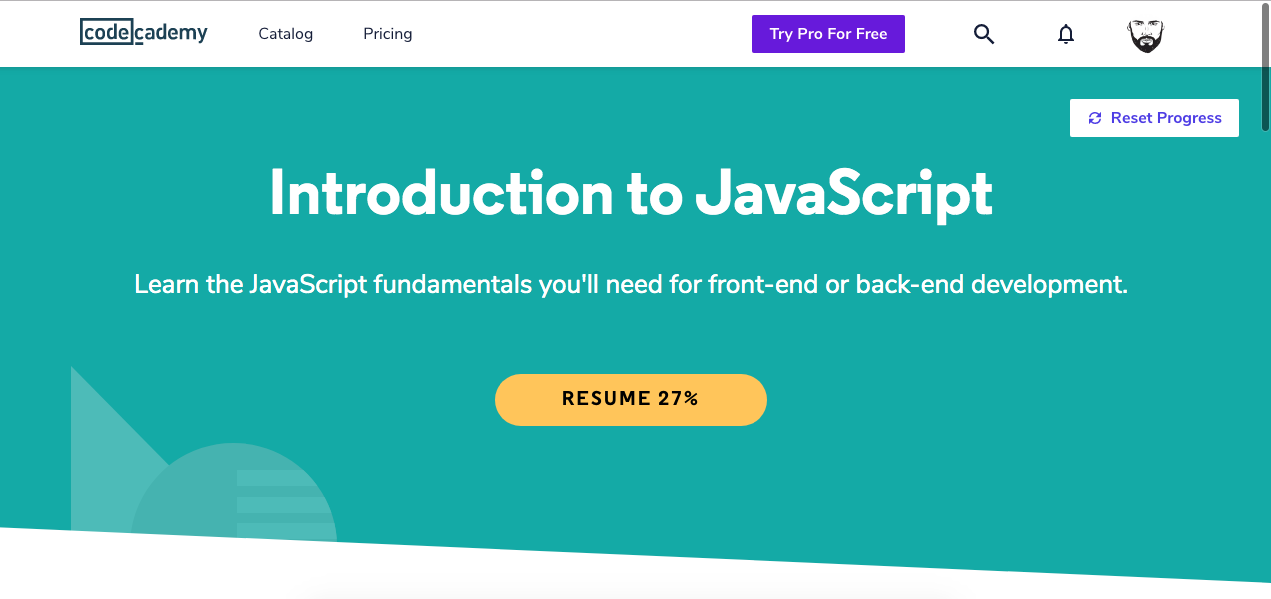 codecademy Catalog Pricing Try Pro For Free
Reset Progress
Introduction to JavaScript
Learn the JavaScript fundamentals you'll need for front-end or back-end development.
RESUME 27%